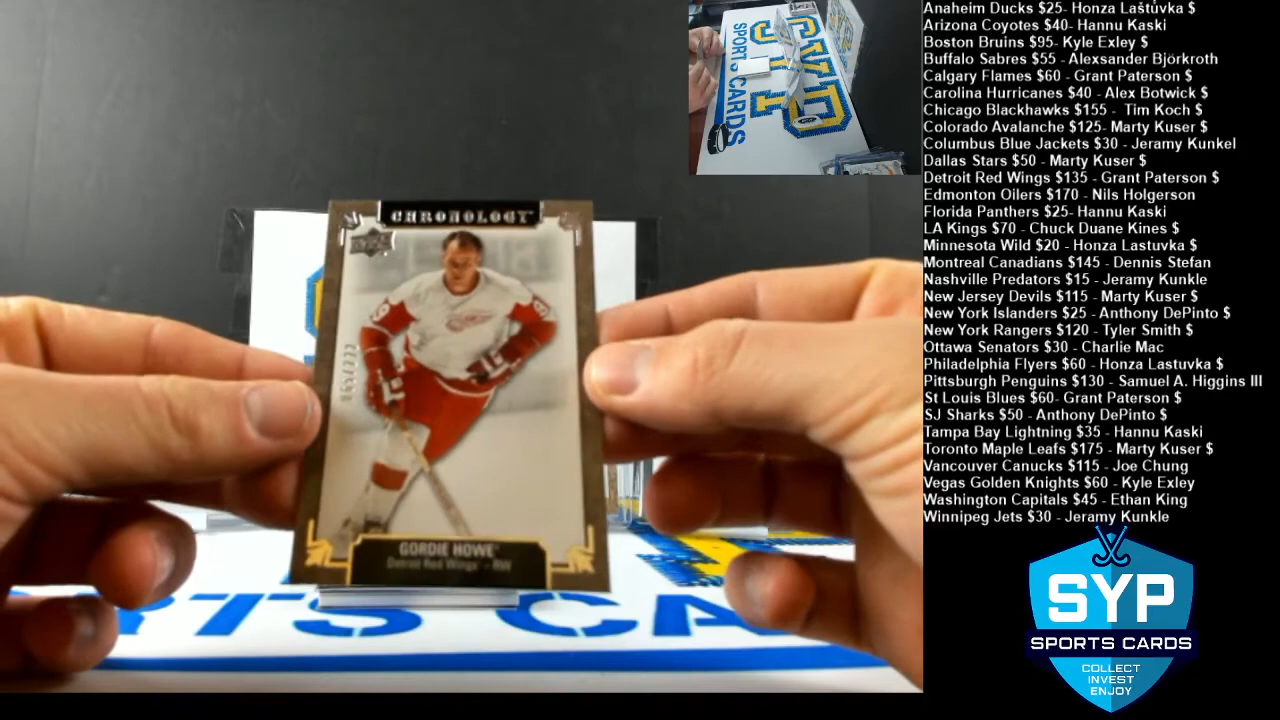 CHRONOLOGY
GORDIE HOWE
Detroit Red Wings - RW
SPORTS CARDS
SYP
RTS CA
Anaheim Ducks $25- Honza Laštůvka $
Arizona Coyotes $40- Hannu Kaski
Boston Bruins $95- Kyle Exley $
Buffalo Sabres $55 - Alexsander Björkroth
Calgary Flames $60 - Grant Paterson $
Carolina Hurricanes $40 - Alex Botwick $
Chicago Blackhawks $155 - Tim Koch $
Colorado Avalanche $125- Marty Kuser $
Columbus Blue Jackets $30 - Jeramy Kunkel
Dallas Stars $50 - Marty Kuser $
Detroit Red Wings $135 - Grant Paterson $
Edmonton Oilers $170 - Nils Holgerson
Florida Panthers $25- Hannu Kaski
LA Kings $70 - Chuck Duane Kines $
Minnesota Wild $20 - Honza Lastuvka $
Montreal Canadians $145 - Dennis Stefan
Nashville Predators $15 - Jeramy Kunkle
New Jersey Devils $115 - Marty Kuser $
New York Islanders $25 - Anthony DePinto $
New York Rangers $120 - Tyler Smith $
Ottawa Senators $30 - Charlie Mac
Philadelphia Flyers $60 - Honza Lastuvka $
Pittsburgh Penguins $130 - Samuel A. Higgins III
St Louis Blues $60- Grant Paterson $
SJ Sharks $50 - Anthony DePinto $
Tampa Bay Lightning $35 - Hannu Kaski
Toronto Maple Leafs $175 - Marty Kuser $
Vancouver Canucks $115 - Joe Chung
Vegas Golden Knights $60 - Kyle Exley
Washington Capitals $45 - Ethan King
Winnipeg Jets $30 - Jeramy Kunkle
SYP
SPORTS CARDS
COLLECT
INVEST
ENJOY